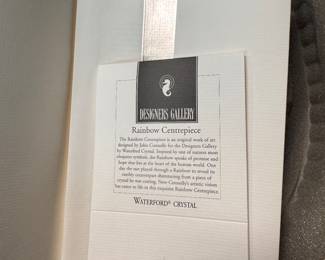 DESIGNERS GALLERY
Rainbow Centrepiece
The Rainbow Centrepiece is an original work of art
designed by John Connolly for the Designers Gallery
by Waterford Crystal. Inspired by one of natures most
eloquent symbols, the Rainbow speaks of promise and
hope that lies at the heart of the human world. One
day the sun played through a Rainbow to reveal its
earthly counterpart shimmering from a piece of
crystal he was cutting. Now Connolly's artistic vision
has come to life in this exquisite Rainbow Centrepiece.
WATERFORD® CRYSTAL